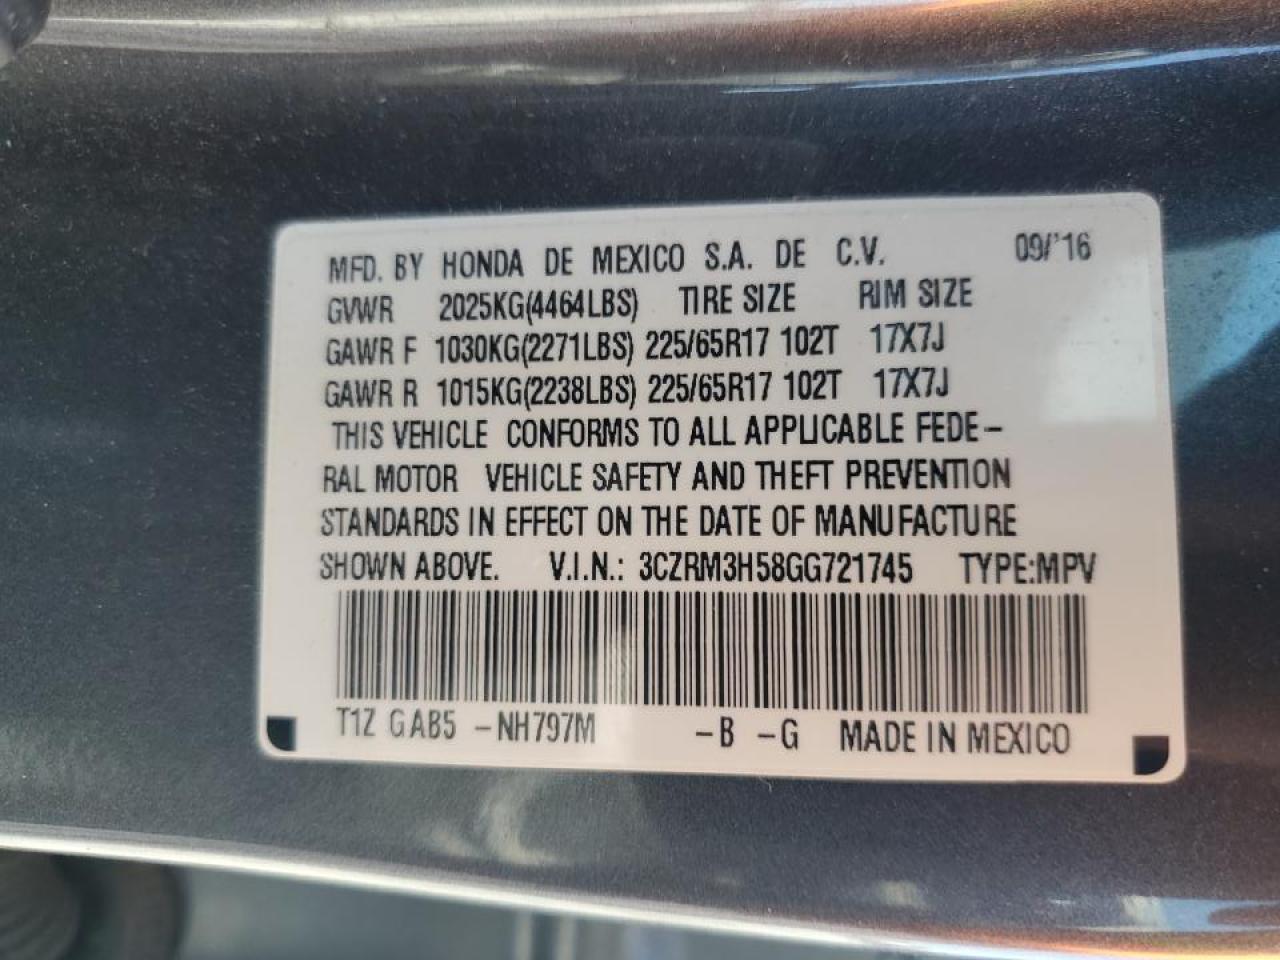 MFD. BY HONDA DE MEXICO S.A. DE C.V. 09/'16
GVWR 2025KG(4464LBS) TIRE SIZE RIM SIZE
GAWR F 1030KG(2271LBS) 225/65R17 102T 17X7J
GAWR R 1015KG(2238LBS) 225/65R17 102T 17X7J
THIS VEHICLE CONFORMS TO ALL APPLICABLE FEDE-
RAL MOTOR VEHICLE SAFETY AND THEFT PREVENTION
STANDARDS IN EFFECT ON THE DATE OF MANUFACTURE
SHOWN ABOVE. V.I.N.: 3CZRM3H58GG721745 TYPE:MPV
T1Z GAB5 -NH797M -B -G MADE IN MEXICO